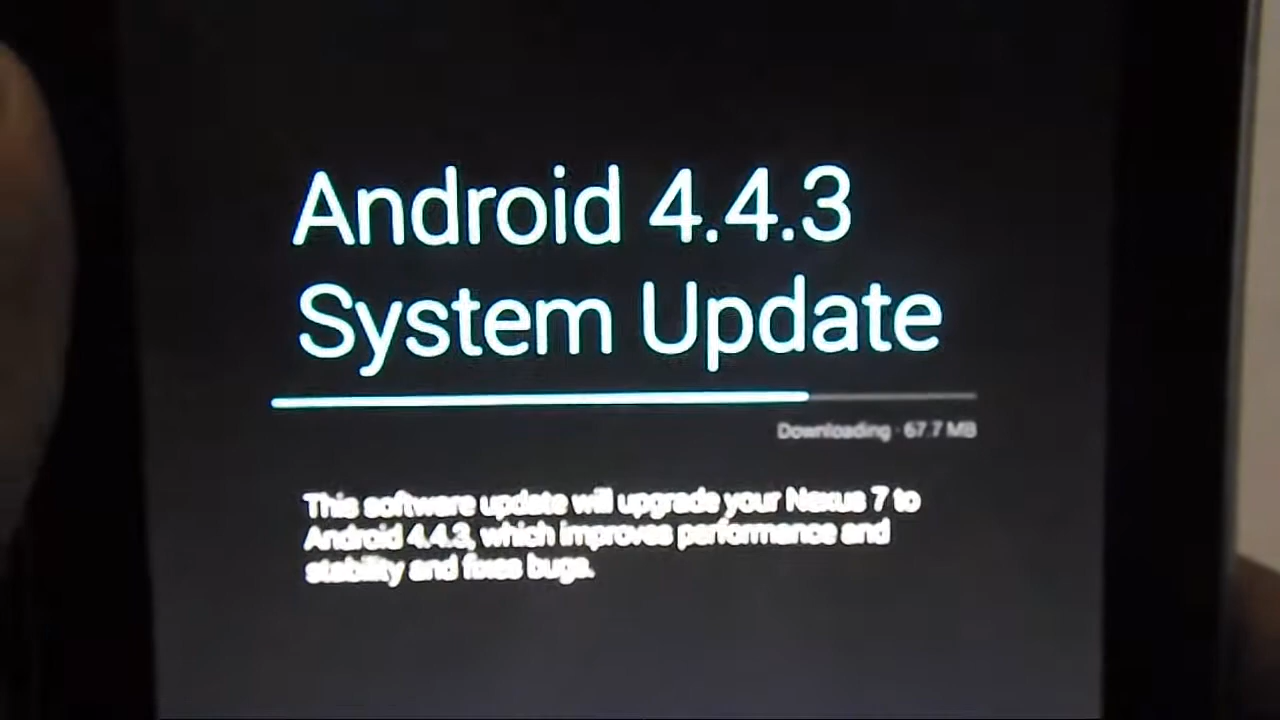 Android 4.4.3
System Update
Downloading · 67.7 MB
This software update will upgrade your Nexus 7 to
Android 4.4.3, which improves performance and
stability and fixes bugs.